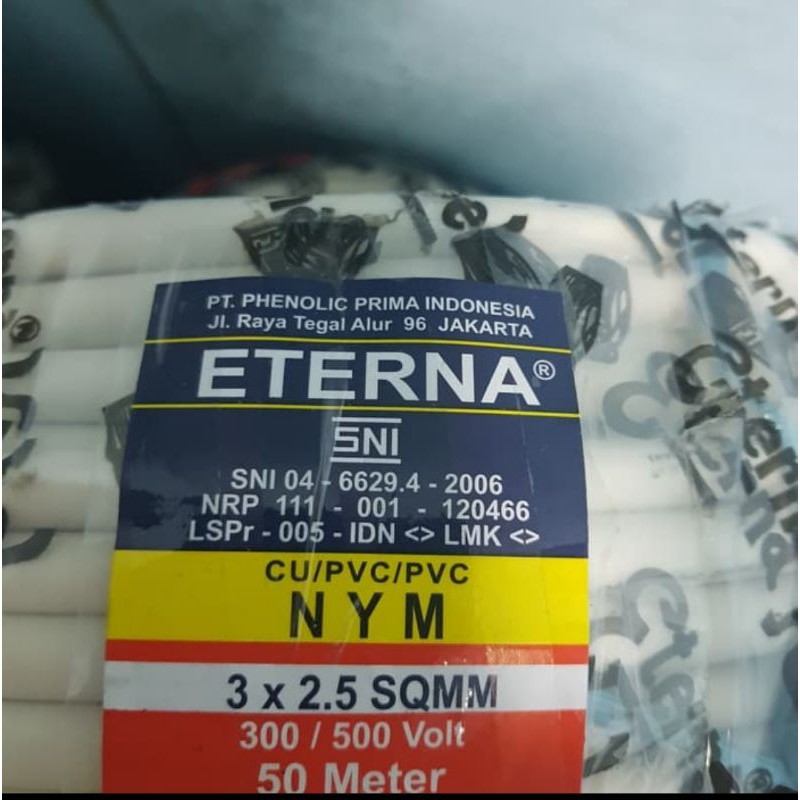 PT. PHENOLIC PRIMA INDONESIA
Jl. Raya Tegal Alur 96 JAKARTA
ETERNA®
SNI
SNI 04 - 6629.4 - 2006
NRP 111 - 001 - 120466
LSPr - 005 - IDN <> LMK <>
CU/PVC/PVC
NYM
3 x 2.5 SQMM
300 / 500 Volt
50 Meter
Eterna